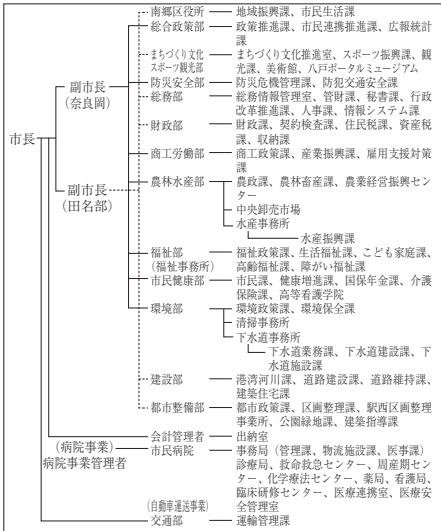 南郷区役所 地域振興課、市民生活課
総合政策部 政策推進課、市民連携推進課、広報統計
課
まちづくり文化 まちづくり文化推進室、スポーツ振興課、観
スポーツ観光部 光課、美術館、八戸ポータルミュージアム
副市長 防災安全部 防災危機管理課、防犯交通安全課
(奈良岡) 総務部 総務情報管理室、管財課、秘書課、行政
改革推進課、人事課、情報システム課
市長 財政部 財政課、契約検査課、住民税課、資産税
課、収納課
商工労働部 商工政策課、産業振興課、雇用支援対策
課
副市長 農林水産部 農政課、農林畜産課、農業経営振興セン
(田名部) ター
中央卸売市場
水産事務所
水産振興課
福祉部 福祉政策課、生活福祉課、こども家庭課、
(福祉事務所) 高齢福祉課、障がい福祉課
市民健康部 市民課、健康増進課、国保年金課、介護
保険課、高等看護学院
環境部 環境政策課、環境保全課
清掃事務所
下水道事務所
下水道業務課、下水道建設課、下
水道施設課
建設部 港湾河川課、道路建設課、道路維持課、
建築住宅課
都市整備部 都市政策課、区画整理課、駅西区画整理
事業所、公園緑地課、建築指導課
会計管理者 出納室
(病院事業) 市民病院 事務局(管理課、物流施設課、医事課)
病院事業管理者 診療局、救命救急センター、周産期セン
ター、化学療法センター、薬局、看護局、
臨床研修センター、医療連携室、医療安
全管理室
(自動車運送事業)
交通部 運輸管理課